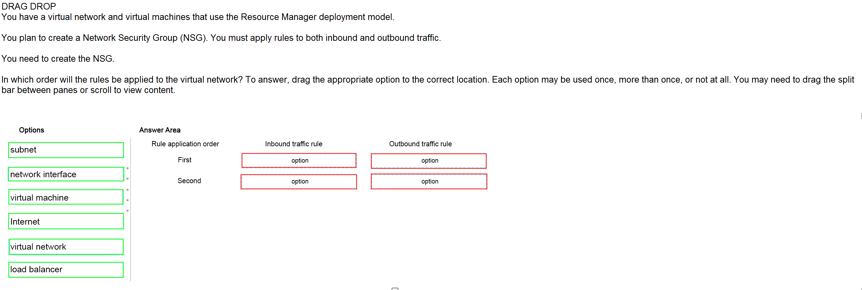 DRAG DROP
You have a virtual network and virtual machines that use the Resource Manager deployment model.
You plan to create a Network Security Group (NSG). You must apply rules to both inbound and outbound traffic.
You need to create the NSG.
In which order will the rules be applied to the virtual network? To answer, drag the appropriate option to the correct location. Each option may be used once, more than once, or not at all. You may need to drag the split
bar between panes or scroll to view content.
Options
Answer Area
subnet
network interface
virtual machine
Internet
virtual network
load balancer
Rule application order Inbound traffic rule Outbound traffic rule
First option option
Second option option